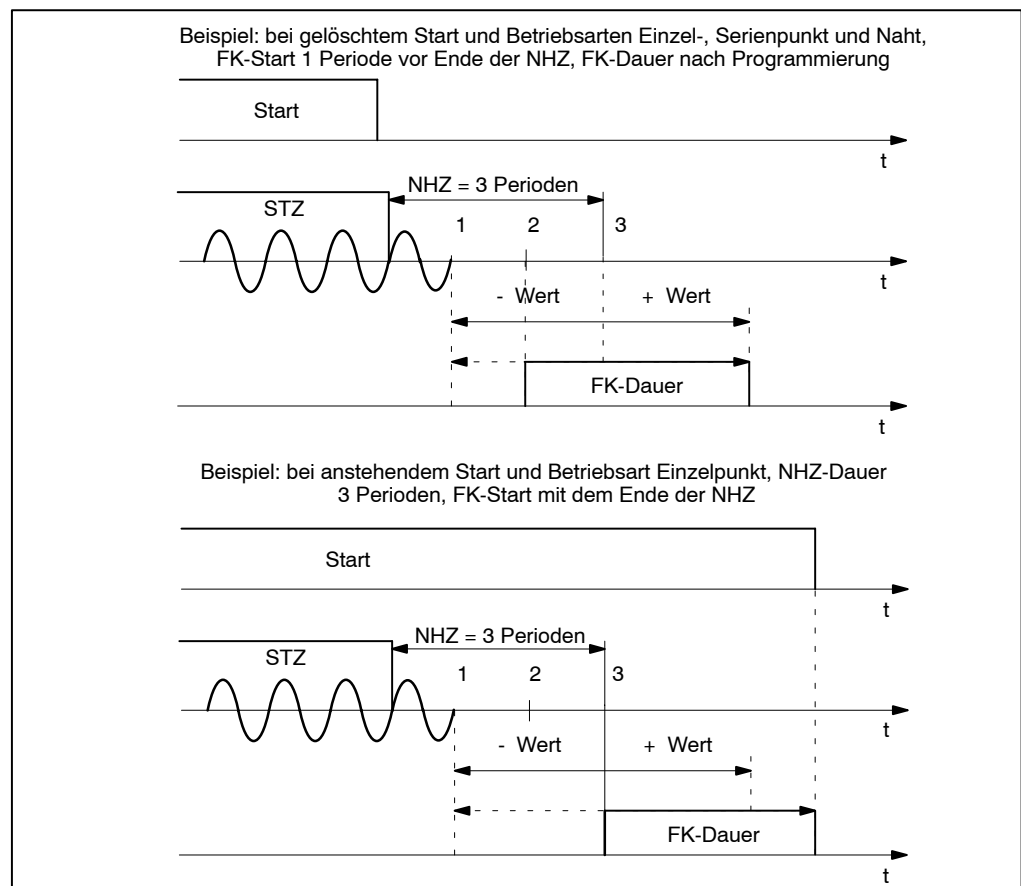 Beispiel: bei gelöschtem Start und Betriebsarten Einzel-, Serienpunkt und Naht,
FK-Start 1 Periode vor Ende der NHZ, FK-Dauer nach Programmierung
Start
t
NHZ = 3 Perioden
STZ
1 2 3
t
- Wert + Wert
FK-Dauer
t
Beispiel: bei anstehendem Start und Betriebsart Einzelpunkt, NHZ-Dauer
3 Perioden, FK-Start mit dem Ende der NHZ
Start
t
NHZ = 3 Perioden
STZ
1 2 3
t
- Wert + Wert
FK-Dauer
t